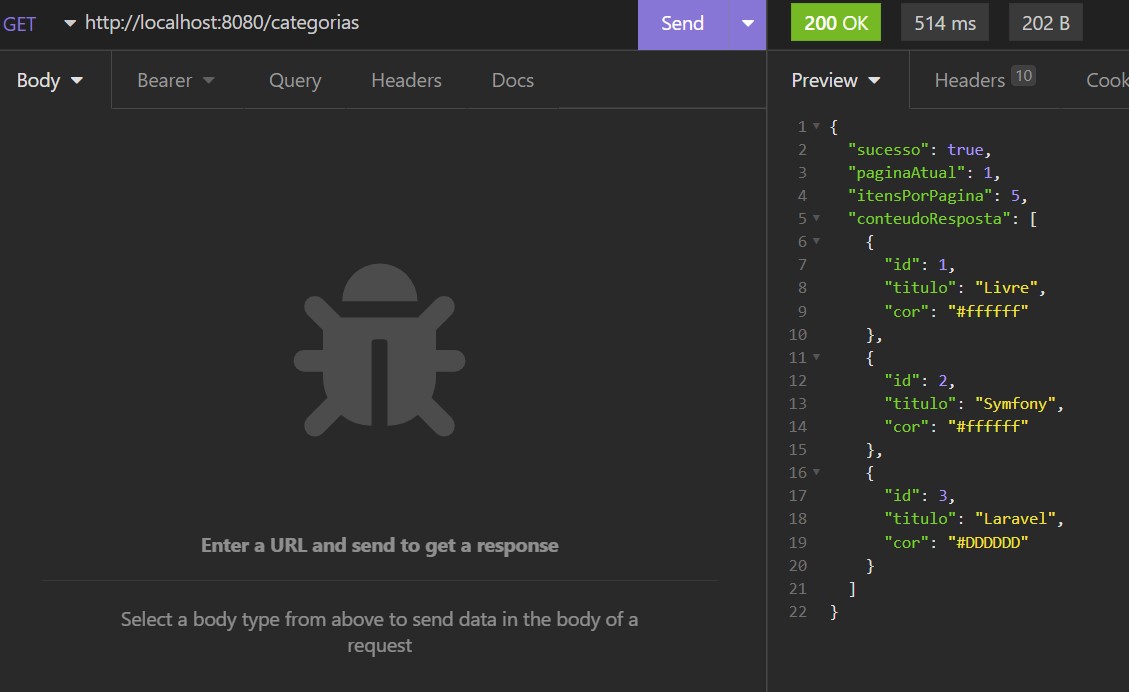 GET http://localhost:8080/categorias Send 200 OK 514 ms 202 B
Body Bearer Query Headers Docs Preview Headers 10 Cook
1 {
2 "sucesso": true,
3 "paginaAtual": 1,
4 "itensPorPagina": 5,
5 "conteudoResposta": [
6 {
7 "id": 1,
8 "titulo": "Livre",
9 "cor": "#ffffff"
10 },
11 {
12 "id": 2,
13 "titulo": "Symfony",
14 "cor": "#ffffff"
15 },
16 {
17 "id": 3,
18 "titulo": "Laravel",
19 "cor": "#DDDDDD"
20 }
21 ]
22 }
Enter a URL and send to get a response
Select a body type from above to send data in the body of a
request